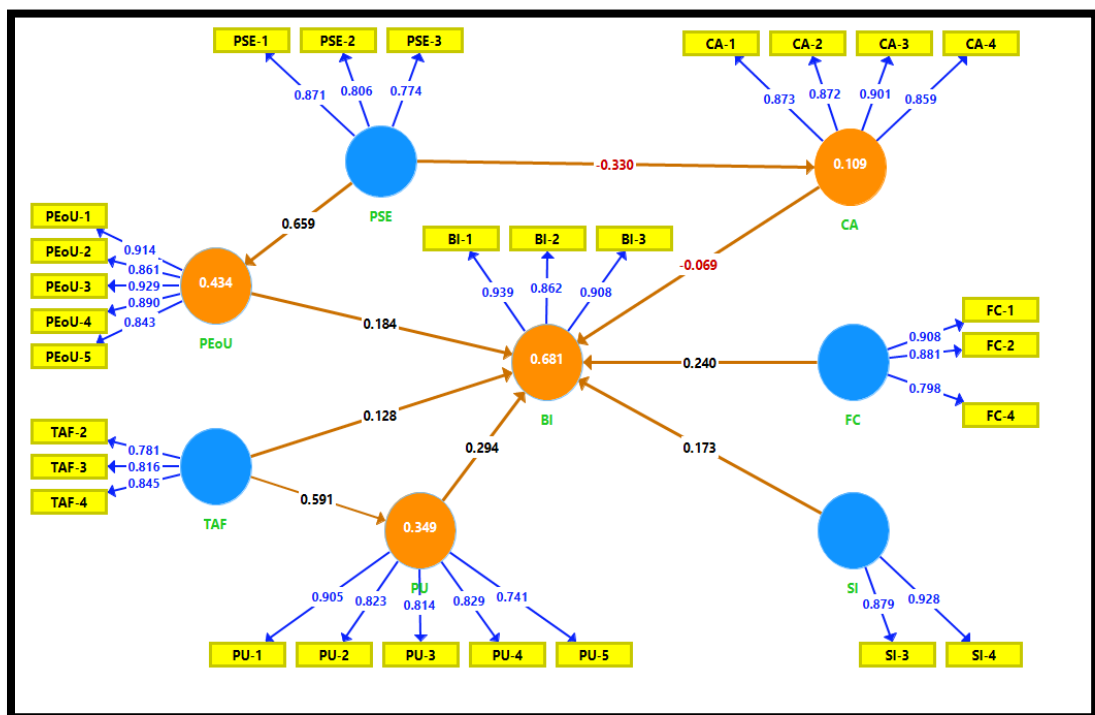 PSE-1 PSE-2 PSE-3
0.871 0.806 0.774
PSE
CA-1 CA-2 CA-3 CA-4
0.873 0.872 0.901 0.859
0.109
CA
-0.330
0.659
-0.069
PEoU-1
PEoU-2
PEoU-3
PEoU-4
PEoU-5
0.914
0.861
0.929
0.890
0.843
0.434
PEoU
BI-1 BI-2 BI-3
0.939 0.862 0.908
0.681
BI
0.184
0.240
FC-1
FC-2
FC-4
0.908
0.881
0.798
FC
0.128
0.294
0.173
TAF-2
TAF-3
TAF-4
0.781
0.816
0.845
TAF
0.591
0.349
PU
0.905 0.823 0.814 0.829 0.741
PU-1 PU-2 PU-3 PU-4 PU-5
SI
0.879 0.928
SI-3 SI-4